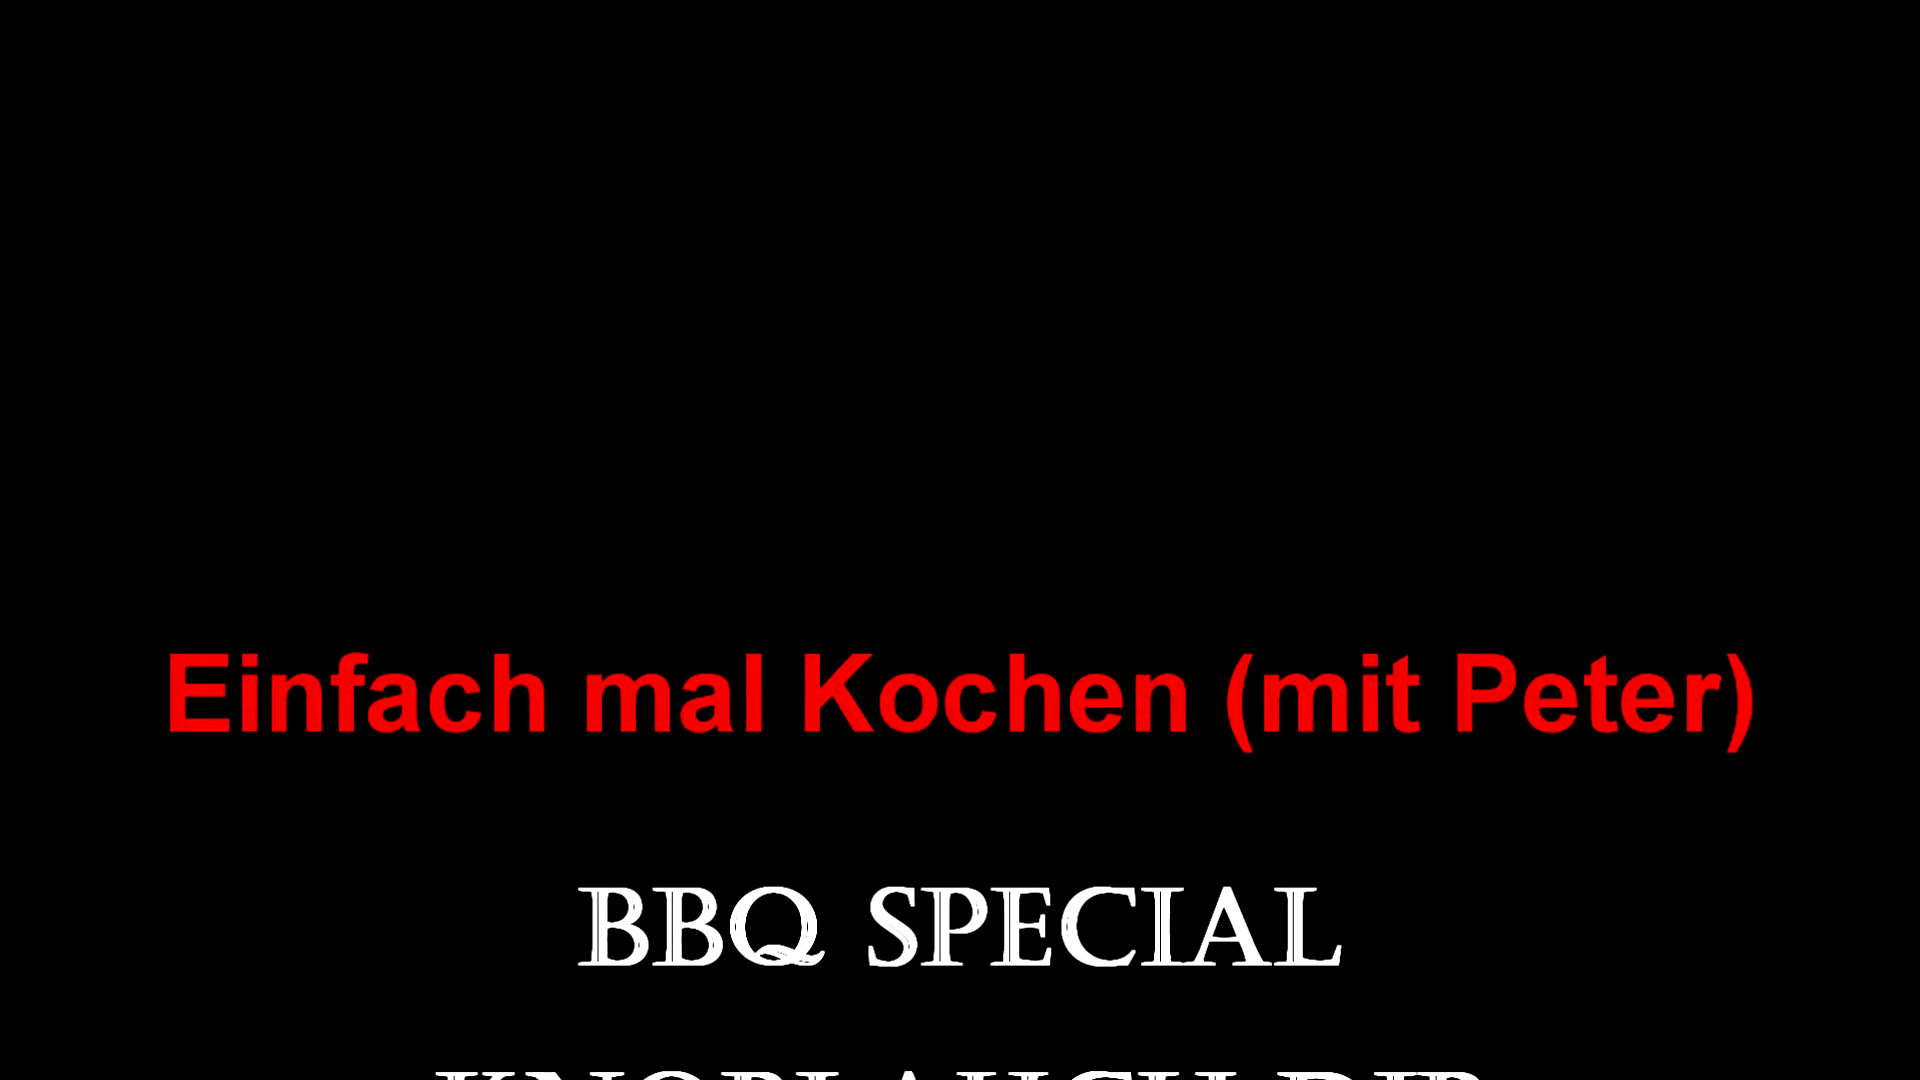 Einfach mal Kochen (mit Peter)
BBQ SPECIAL